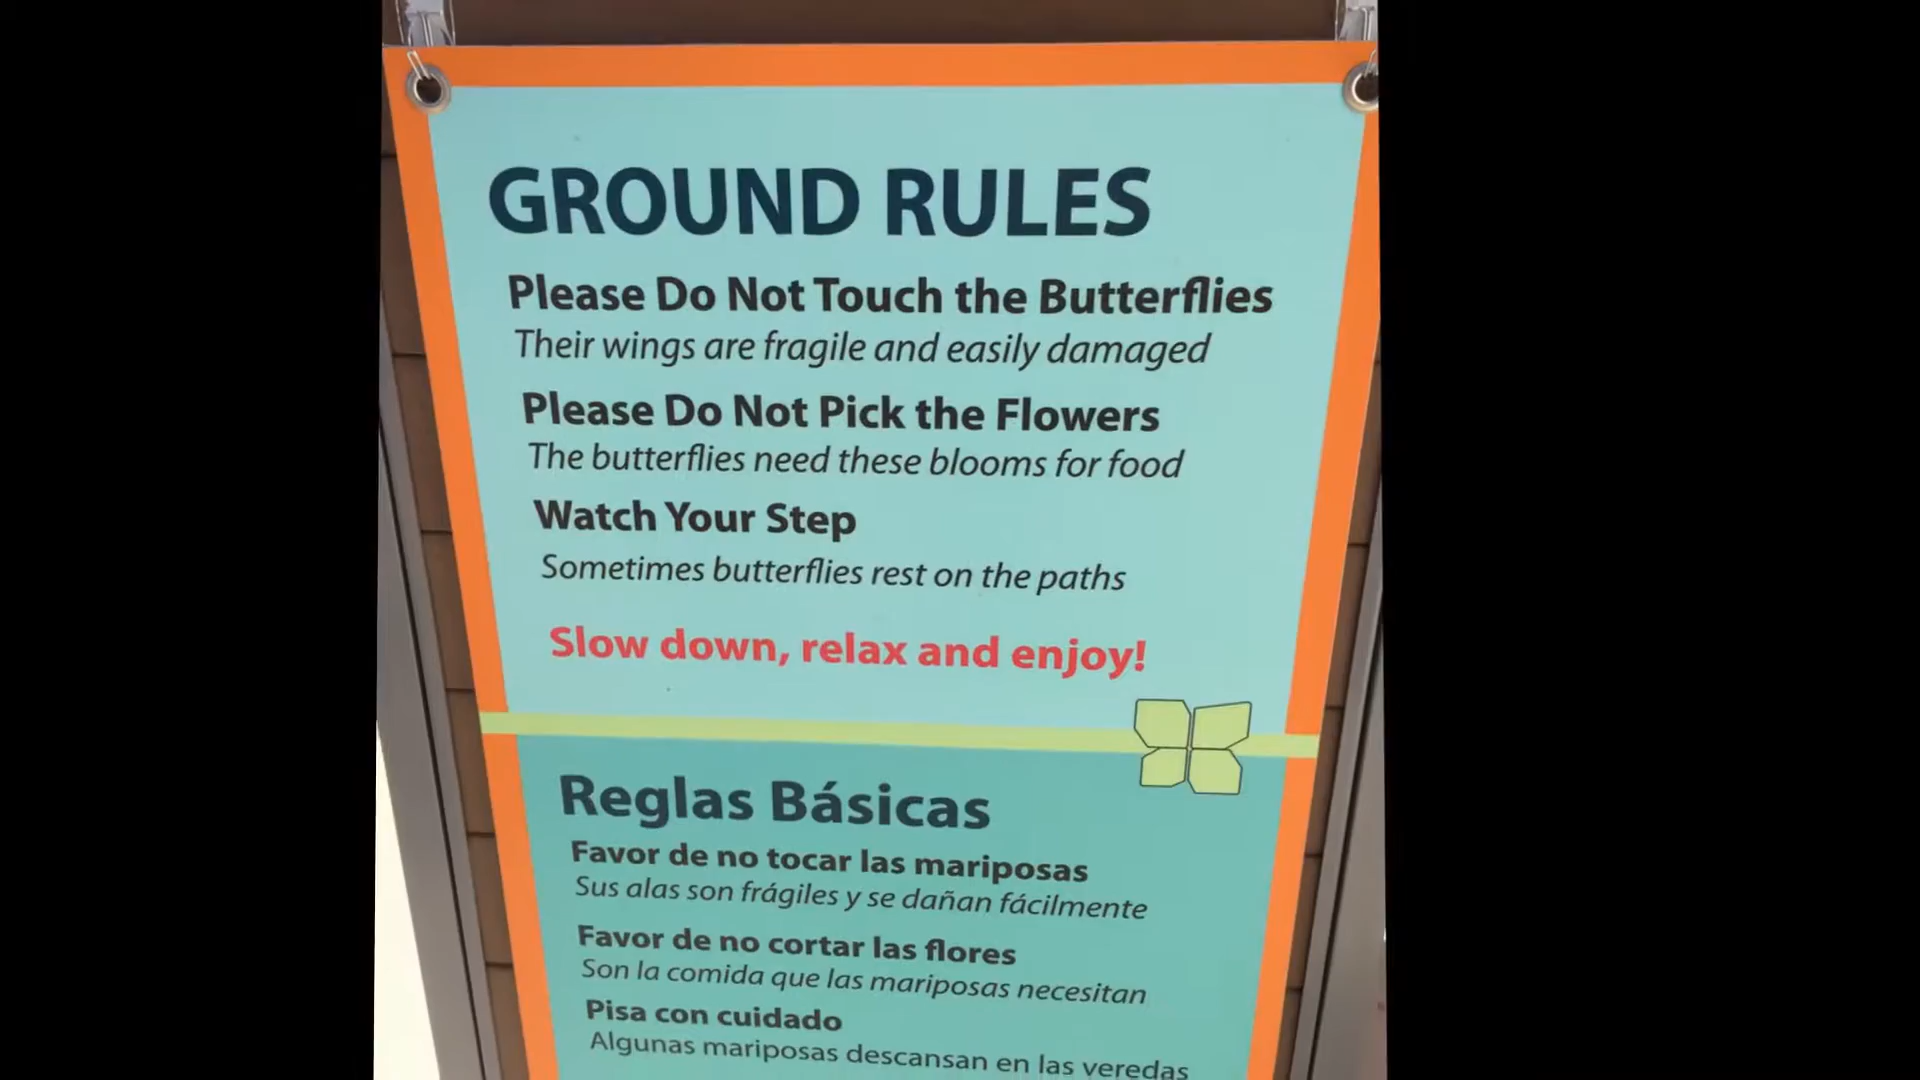 GROUND RULES
Please Do Not Touch the Butterflies
Their wings are fragile and easily damaged
Please Do Not Pick the Flowers
The butterflies need these blooms for food
Watch Your Step
Sometimes butterflies rest on the paths
Slow down, relax and enjoy!
Reglas Básicas
Favor de no tocar las mariposas
Sus alas son frágiles y se dañan fácilmente
Favor de no cortar las flores
Son la comida que las mariposas necesitan
Pisa con cuidado
Algunas mariposas descansan en las veredas